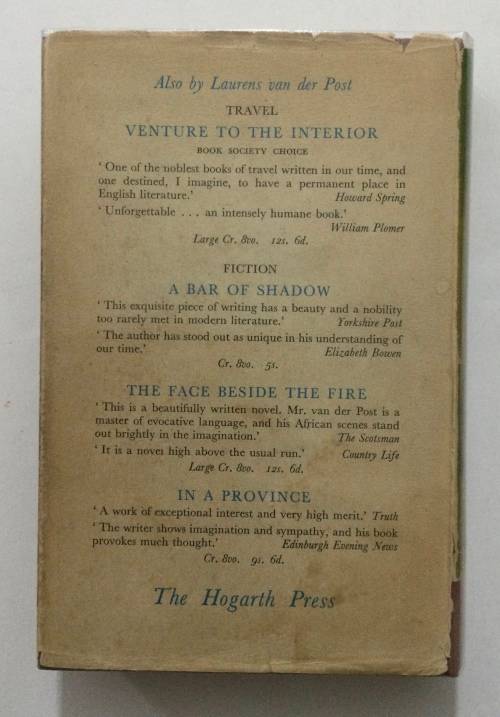 Also by Laurens van der Post
TRAVEL
VENTURE TO THE INTERIOR
BOOK SOCIETY CHOICE
‘ One of the noblest books of travel written in our time, and
one destined, I imagine, to have a permanent place in
English literature.’ Howard Spring
‘ Unforgettable . . . an intensely humane book.’
William Plomer
Large Cr. 8vo. 12s. 6d.
FICTION
A BAR OF SHADOW
‘ This exquisite piece of writing has a beauty and a nobility
too rarely met in modern literature.’ Yorkshire Post
‘ The author has stood out as unique in his understanding of
our time.’ Elizabeth Bowen
Cr. 8vo. 5s.
THE FACE BESIDE THE FIRE
‘ This is a beautifully written novel. Mr. van der Post is a
master of evocative language, and his African scenes stand
out brightly in the imagination.’ The Scotsman
‘ It is a novel high above the usual run.’ Country Life
Large Cr. 8vo. 12s. 6d.
IN A PROVINCE
‘ A work of exceptional interest and very high merit.’ Truth
‘ The writer shows imagination and sympathy, and his book
provokes much thought.’ Edinburgh Evening News
Cr. 8vo. 9s. 6d.
The Hogarth Press